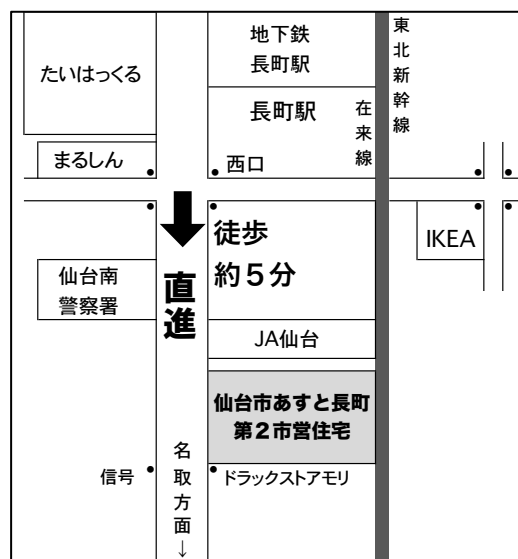 地下鉄
長町駅
東北新幹線
たいはっくる
長町駅
在来線
まるしん
西口
徒歩
約5分
IKEA
仙台南
警察署
直進
JA仙台
仙台市あすと長町
第2市営住宅
信号
名取方面→
ドラックストアモリ